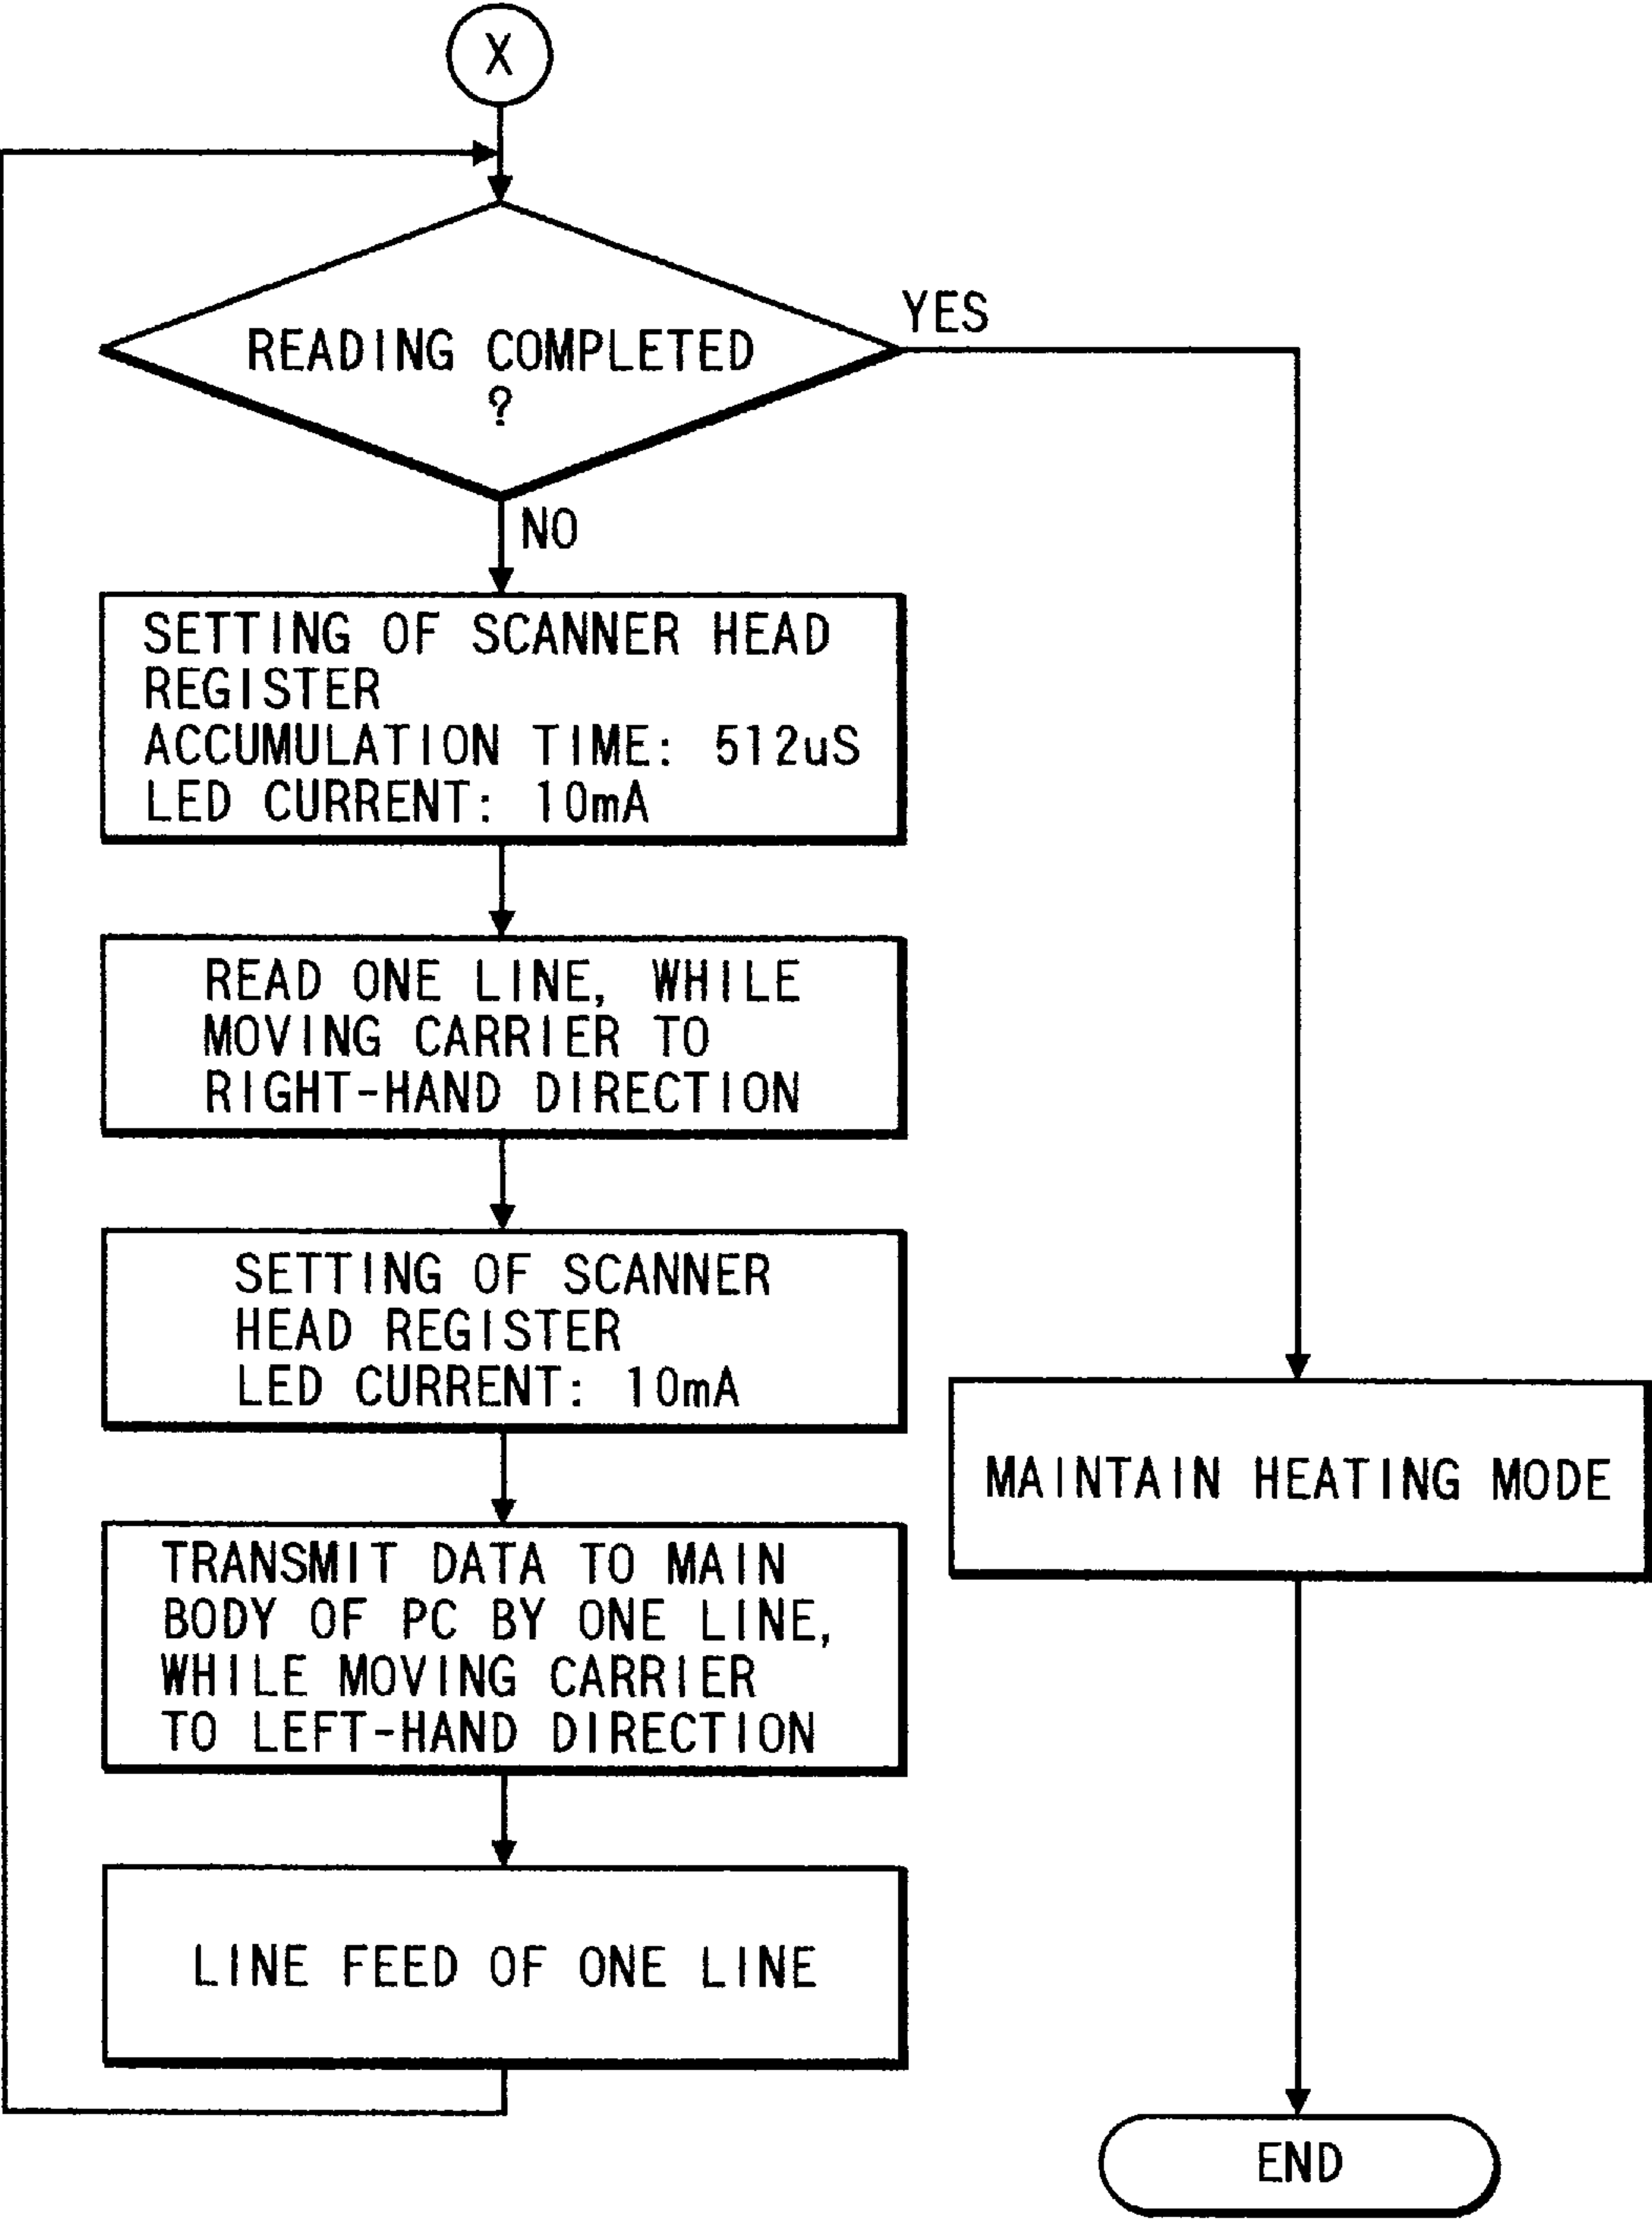 X
READING COMPLETED
?
YES
NO
SETTING OF SCANNER HEAD
REGISTER
ACCUMULATION TIME: 512uS
LED CURRENT: 10mA
READ ONE LINE, WHILE
MOVING CARRIER TO
RIGHT-HAND DIRECTION
SETTING OF SCANNER
HEAD REGISTER
LED CURRENT: 10mA
TRANSMIT DATA TO MAIN
BODY OF PC BY ONE LINE,
WHILE MOVING CARRIER
TO LEFT-HAND DIRECTION
LINE FEED OF ONE LINE
MAINTAIN HEATING MODE
END